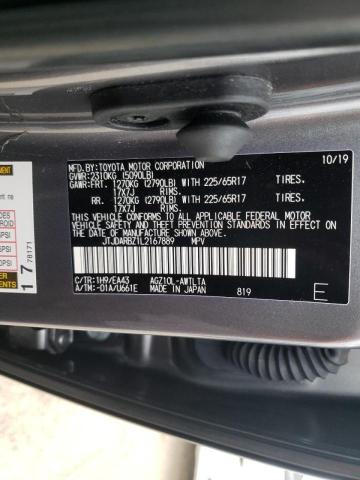 MFD.BY:TOYOTA MOTOR CORPORATION 10/19
GVWR:2310KG (5090LB)
GAWR:FRT. 1270KG (2790LB) WITH 225/65R17 TIRES.
17X7J RIMS.
RR. 1270KG (2790LB) WITH 225/65R17 TIRES.
17X7J RIMS.
THIS VEHICLE CONFORMS TO ALL APPLICABLE FEDERAL MOTOR
VEHICLE SAFETY AND THEFT PREVENTION STANDARDS IN EFFECT
ON THE DATE OF MANUFACTURE SHOWN ABOVE.
JTJDARBZ1L2167889 MPV
C/TR:1H9/EA43 AGZ10L-AWTLTA
A/TM:-01A/U661E MADE IN JAPAN 819 E
17
78171